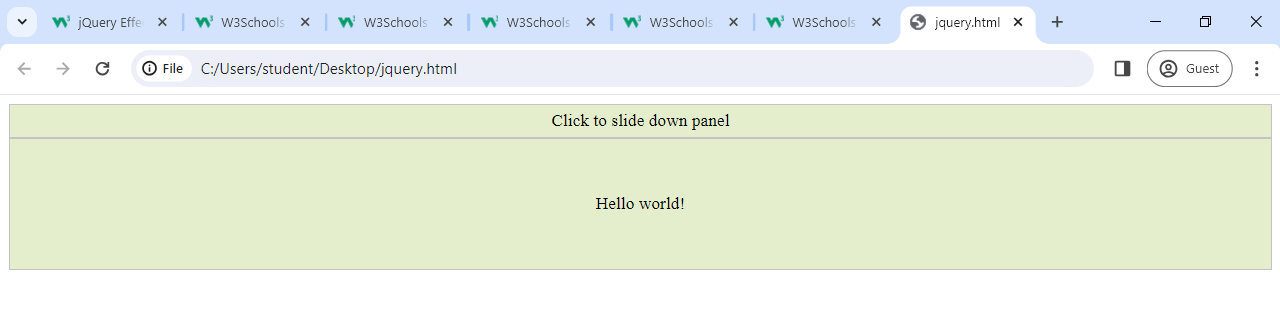 jQuery Effe
W3Schools
W3Schools
W3Schools
W3Schools
W3Schools
jquery.html
File
C:/Users/student/Desktop/jquery.html
Guest
Click to slide down panel
Hello world!